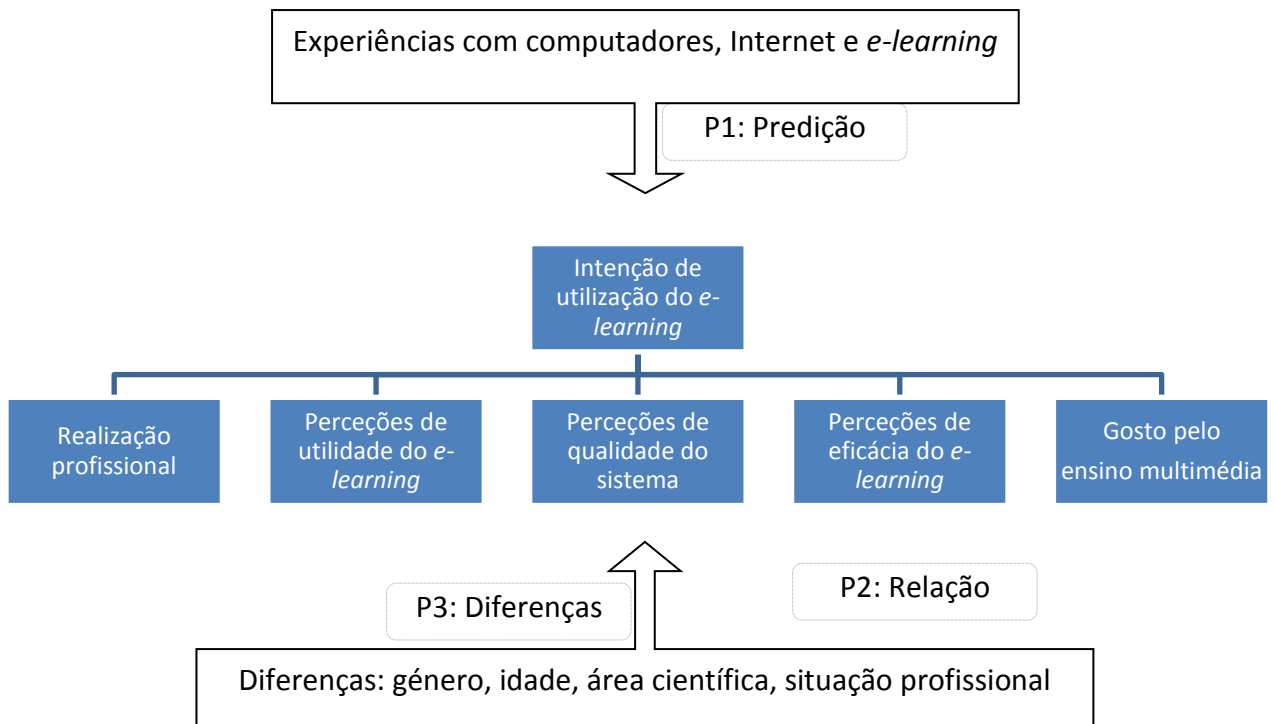 Experiências com computadores, Internet e e-learning
P1: Predição
Intenção de
utilização do e-
learning
Realização
profissional
Perceções de
utilidade do e-
learning
Perceções de
qualidade do
sistema
Perceções de
eficácia do e-
learning
Gosto pelo
ensino multimédia
P3: Diferenças
P2: Relação
Diferenças: género, idade, área científica, situação profissional